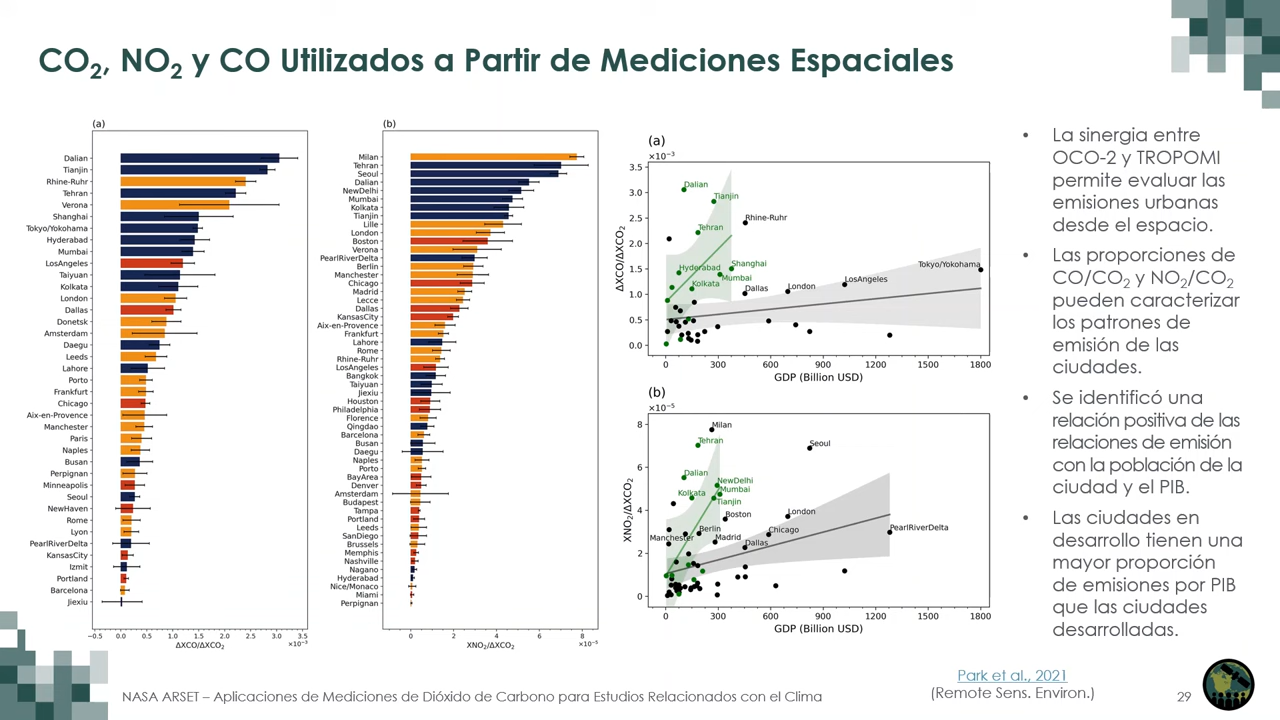 CO₂, NO₂ y CO Utilizados a Partir de Mediciones Espaciales
(a)
Dalian
Tianjin
Rhine-Ruhr
Tehran
Verona
Shanghai
Tokyo/Yokohama
Hyderabad
Mumbai
LosAngeles
Taiyuan
Kolkata
London
Dallas
Donetsk
Amsterdam
Daegu
Leeds
Lahore
Porto
Frankfurt
Chicago
Aix-en-Provence
Manchester
Paris
Naples
Busan
Perpignan
Minneapolis
Seoul
NewHaven
Rome
Lyon
PearlRiverDelta
KansasCity
Izmit
Portland
Barcelona
Jiexiu
−0.5 0.0 0.5 1.0 1.5 2.0 2.5 3.0 3.5
ΔXCO/ΔXCO₂ ×10⁻³
(b)
Milan
Tehran
Seoul
Dalian
NewDelhi
Mumbai
Kolkata
Tianjin
Lille
London
Boston
Verona
PearlRiverDelta
Berlin
Manchester
Chicago
Madrid
Lecce
Dallas
KansasCity
Aix-en-Provence
Frankfurt
Lahore
Rome
Rhine-Ruhr
LosAngeles
Bangkok
Taiyuan
Jiexiu
Houston
Philadelphia
Florence
Qingdao
Barcelona
Busan
Daegu
Naples
Porto
BayArea
Denver
Amsterdam
Budapest
Tampa
Portland
Leeds
SanDiego
Brussels
Memphis
Nashville
Nagano
Hyderabad
Nice/Monaco
Miami
Perpignan
0 2 4 6 8
XNO₂/ΔXCO₂ ×10⁻⁵
(a)
×10⁻³
3.5
3.0
2.5
2.0
1.5
1.0
0.5
0.0
ΔXCO/ΔXCO₂
Dalian
Tianjin
Rhine-Ruhr
Tehran
Hyderabad
Shanghai
Mumbai
Kolkata
Dallas
London
LosAngeles
Tokyo/Yokohama
0 300 600 900 1200 1500 1800
GDP (Billion USD)
(b)
×10⁻⁵
8
6
4
2
0
XNO₂/ΔXCO₂
Milan
Tehran
Seoul
Dalian
NewDelhi
Kolkata
Mumbai
Tianjin
Boston
London
Berlin
Manchester
Madrid
Chicago
Dallas
PearlRiverDelta
0 300 600 900 1200 1500 1800
GDP (Billion USD)
• La sinergia entre
OCO-2 y TROPOMI
permite evaluar las
emisiones urbanas
desde el espacio.
• Las proporciones de
CO/CO₂ y NO₂/CO₂
pueden caracterizar
los patrones de
emisión de las
ciudades.
• Se identificó una
relación positiva de las
relaciones de emisión
con la población de la
ciudad y el PIB.
• Las ciudades en
desarrollo tienen una
mayor proporción
de emisiones por PIB
que las ciudades
desarrolladas.
Park et al., 2021
(Remote Sens. Environ.)
NASA ARSET – Aplicaciones de Mediciones de Dióxido de Carbono para Estudios Relacionados con el Clima
29